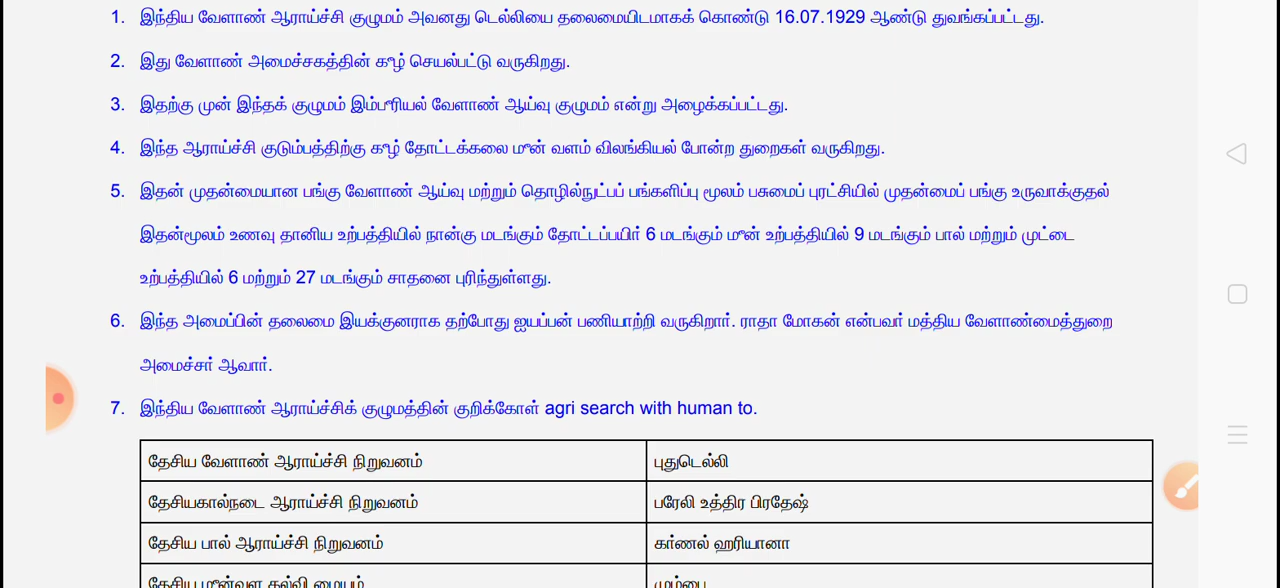 1. இந்திய வேளாண் ஆராய்ச்சி குழுமம் அவனது டெல்லியை தலைமையிடமாகக் கொண்டு 16.07.1929 ஆண்டு துவங்கப்பட்டது.
2. இது வேளாண் அமைச்சகத்தின் கீழ் செயல்பட்டு வருகிறது.
3. இதற்கு முன் இந்தக் குழுமம் இம்பீரியல் வேளாண் ஆய்வு குழுமம் என்று அழைக்கப்பட்டது.
4. இந்த ஆராய்ச்சி குடும்பத்திற்கு கீழ் தோட்டக்கலை மீன் வளம் விலங்கியல் போன்ற துறைகள் வருகிறது.
5. இதன் முதன்மையான பங்கு வேளாண் ஆய்வு மற்றும் தொழில்நுட்பப் பங்களிப்பு மூலம் பசுமைப் புரட்சியில் முதன்மைப் பங்கு உருவாக்குதல்
இதன்மூலம் உணவு தானிய உற்பத்தியில் நான்கு மடங்கும் தோட்டப்பயிர் 6 மடங்கும் மீன் உற்பத்தியில் 9 மடங்கும் பால் மற்றும் முட்டை
உற்பத்தியில் 6 மற்றும் 27 மடங்கும் சாதனை புரிந்துள்ளது.
6. இந்த அமைப்பின் தலைமை இயக்குனராக தற்போது ஐயப்பன் பணியாற்றி வருகிறார். ராதா மோகன் என்பவர் மத்திய வேளாண்மைத்துறை
அமைச்சர் ஆவார்.
7. இந்திய வேளாண் ஆராய்ச்சிக் குழுமத்தின் குறிக்கோள் agri search with human to.
தேசிய வேளாண் ஆராய்ச்சி நிறுவனம் புதுடெல்லி
தேசியகால்நடை ஆராய்ச்சி நிறுவனம் பரேலி உத்திர பிரதேஷ்
தேசிய பால் ஆராய்ச்சி நிறுவனம் கர்ணல் ஹரியானா
தேசிய மீன்வள கல்வி மையம் மும்பை